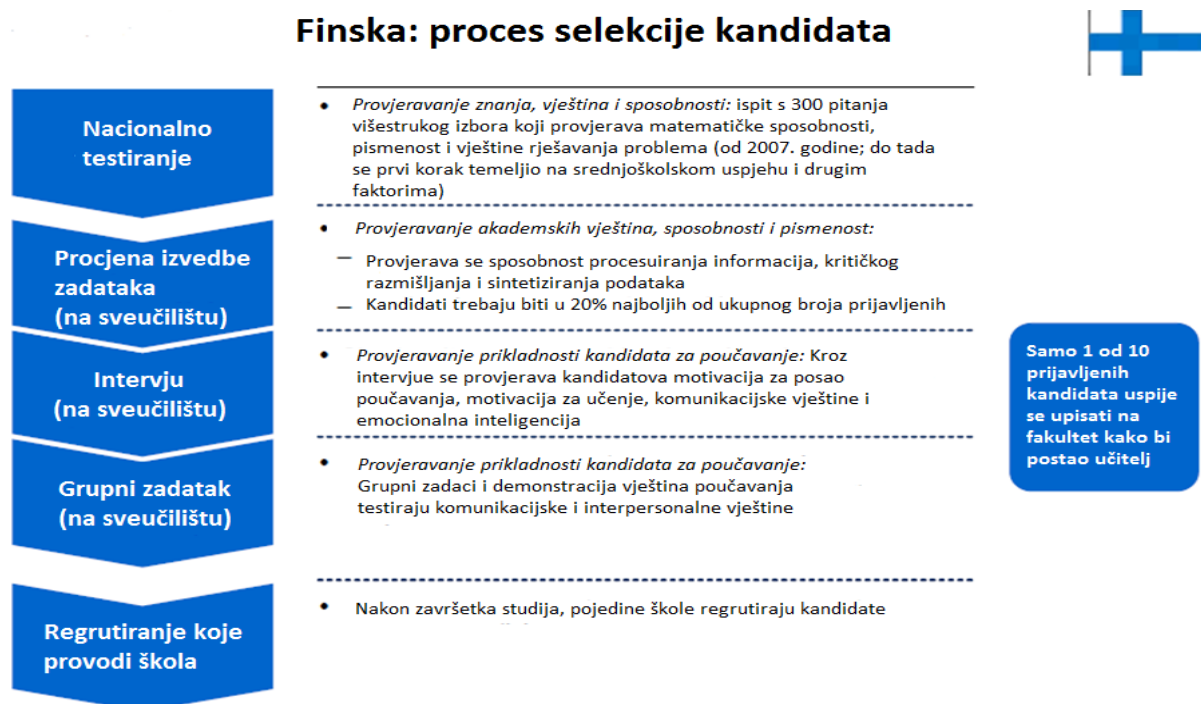 Finska: proces selekcije kandidata
Nacionalno
testiranje
• Provjeravanje znanja, vještina i sposobnosti: ispit s 300 pitanja
višestrukog izbora koji provjerava matematičke sposobnosti,
pismenost i vještine rješavanja problema (od 2007. godine; do tada
se prvi korak temeljio na srednjoškolskom uspjehu i drugim
faktorima)
Procjena izvedbe
zadataka
(na sveučilištu)
• Provjeravanje akademskih vještina, sposobnosti i pismenost:
— Provjerava se sposobnost procesuiranja informacija, kritičkog
razmišljanja i sintetiziranja podataka
— Kandidati trebaju biti u 20% najboljih od ukupnog broja prijavljenih
Intervju
(na sveučilištu)
• Provjeravanje prikladnosti kandidata za poučavanje: Kroz
intervjue se provjerava kandidatova motivacija za posao
poučavanja, motivacija za učenje, komunikacijske vještine i
emocionalna inteligencija
Grupni zadatak
(na sveučilištu)
• Provjeravanje prikladnosti kandidata za poučavanje:
Grupni zadaci i demonstracija vještina poučavanja
testiraju komunikacijske i interpersonalne vještine
Regrutiranje koje
provodi škola
• Nakon završetka studija, pojedine škole regrutiraju kandidate
Samo 1 od 10
prijavljenih
kandidata uspije
se upisati na
fakultet kako bi
postao učitelj